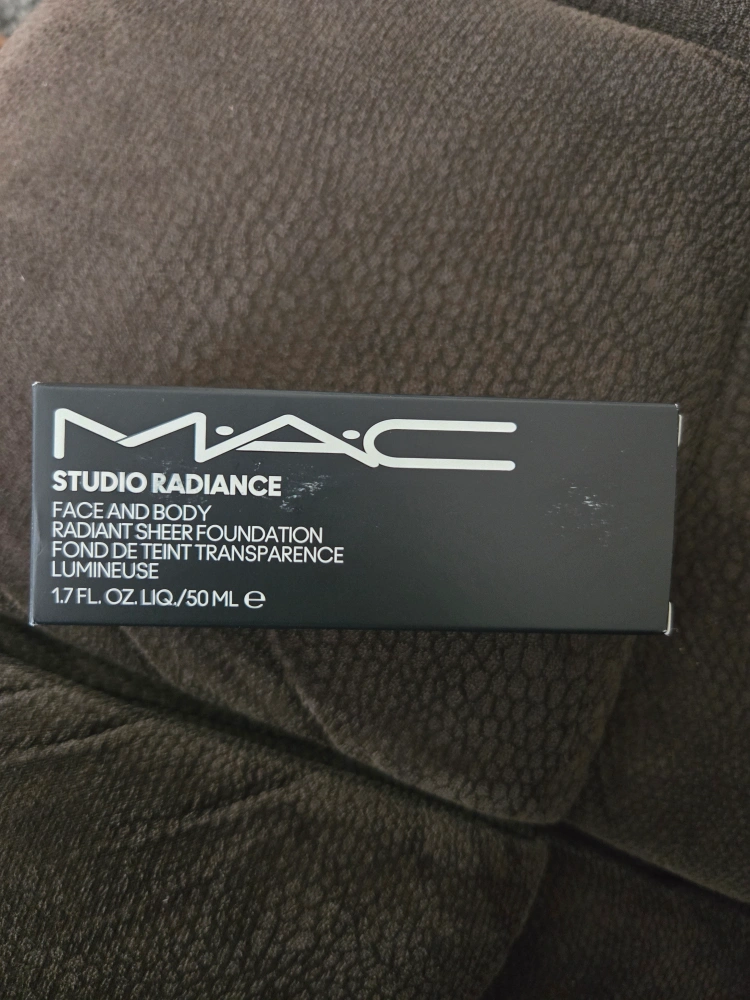 M·A·C
STUDIO RADIANCE
FACE AND BODY
RADIANT SHEER FOUNDATION
FOND DE TEINT TRANSPARENCE
LUMINEUSE
1.7 FL. OZ. LIQ./50 ML ℮